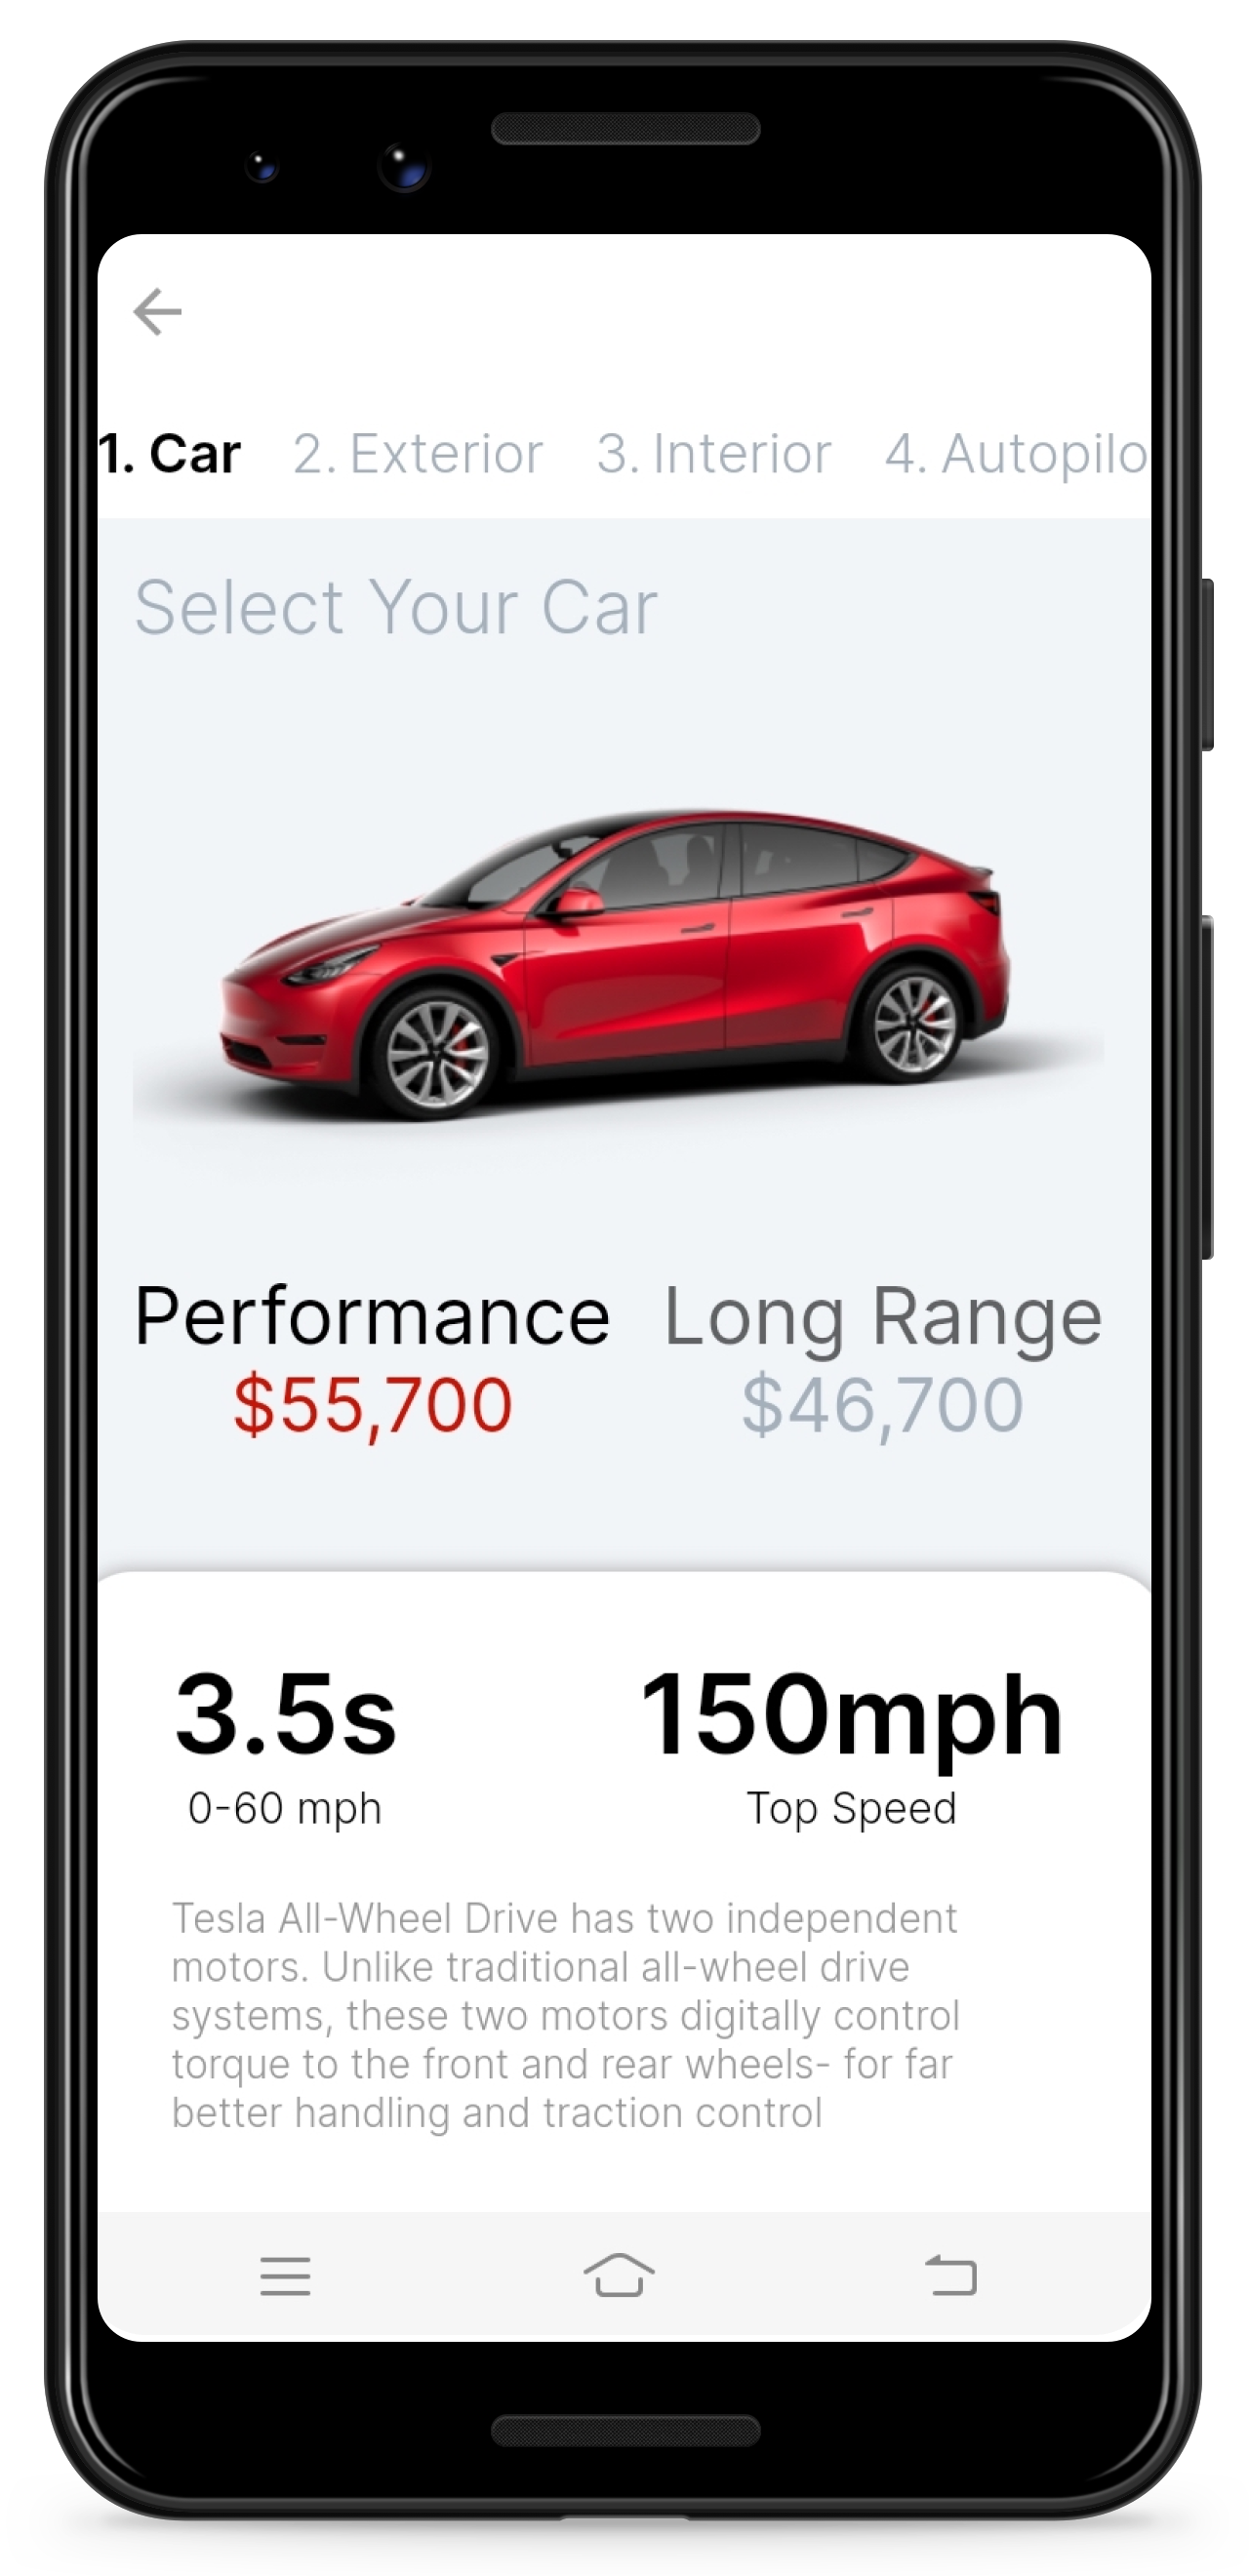 1. Car 2. Exterior 3. Interior 4. Autopilo
Select Your Car
Performance Long Range
$55,700 $46,700
3.5s 150mph
0-60 mph Top Speed
Tesla All-Wheel Drive has two independent
motors. Unlike traditional all-wheel drive
systems, these two motors digitally control
torque to the front and rear wheels- for far
better handling and traction control